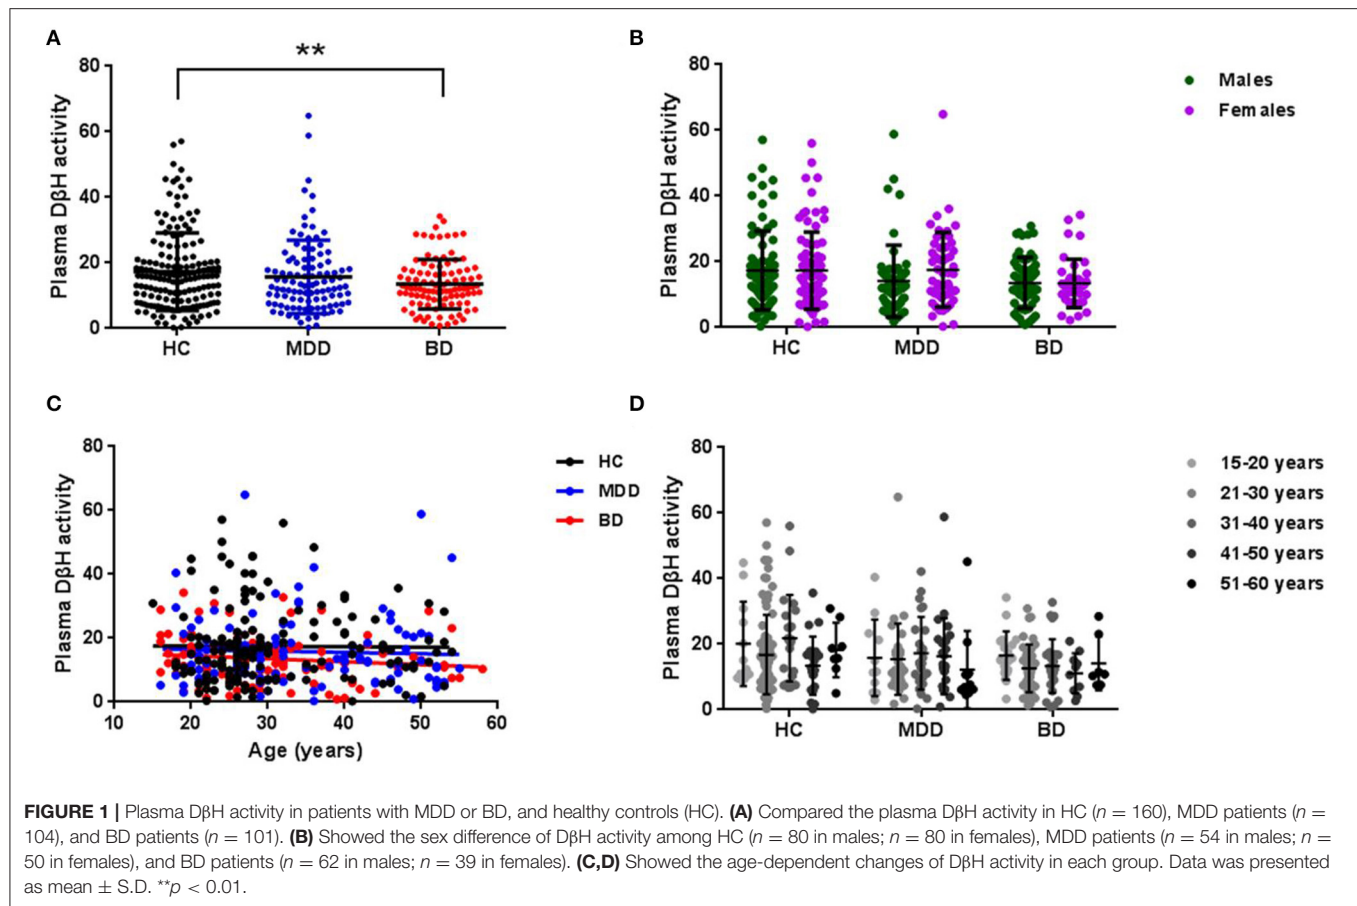 A
**
80
60
40
20
0
Plasma DβH activity
HC
MDD
BD
B
80
60
40
20
0
Plasma DβH activity
HC
MDD
BD
Males
Females
C
80
60
40
20
0
Plasma DβH activity
10
20
30
40
50
60
Age (years)
HC
MDD
BD
D
80
60
40
20
0
Plasma DβH activity
HC
MDD
BD
15-20 years
21-30 years
31-40 years
41-50 years
51-60 years
FIGURE 1 | Plasma DβH activity in patients with MDD or BD, and healthy controls (HC). (A) Compared the plasma DβH activity in HC (n = 160), MDD patients (n =
104), and BD patients (n = 101). (B) Showed the sex difference of DβH activity among HC (n = 80 in males; n = 80 in females), MDD patients (n = 54 in males; n =
50 in females), and BD patients (n = 62 in males; n = 39 in females). (C,D) Showed the age-dependent changes of DβH activity in each group. Data was presented
as mean ± S.D. **p < 0.01.